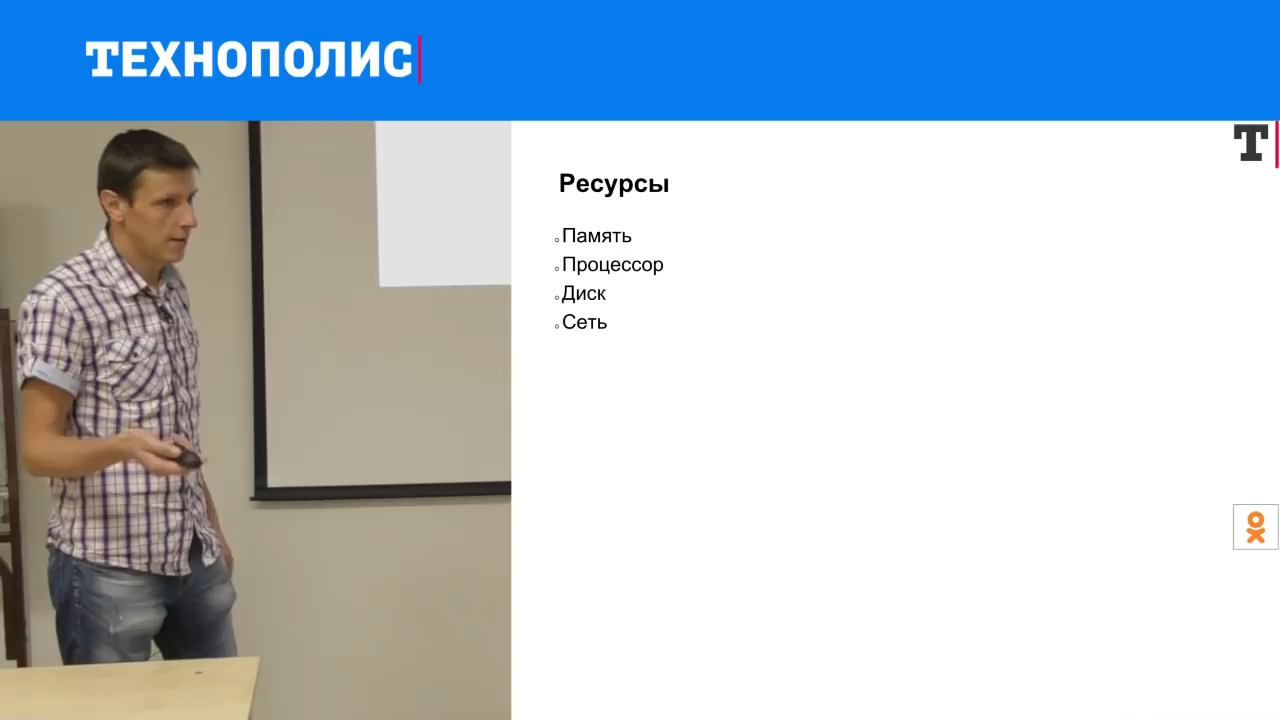 ТЕХНОПОЛИС
Т
Ресурсы
Память
Процессор
Диск
Сеть